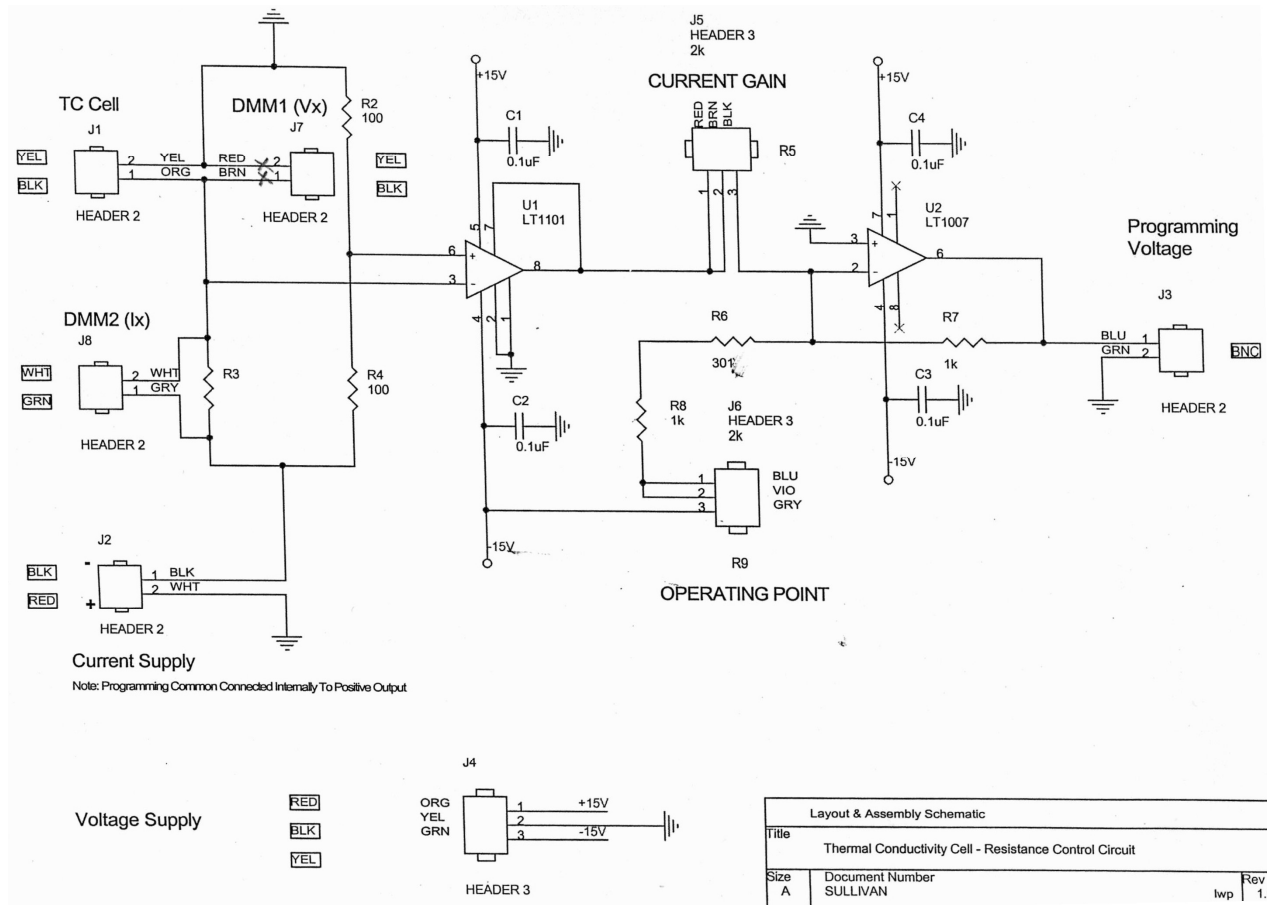 J5
HEADER 3
2k
CURRENT GAIN
RED
BRN
BLK
R5
1
2
3
+15V
C1
0.1uF
+15V
C4
0.1uF
R2
100
TC Cell
J1
YEL
BLK
2
1
YEL
ORG
HEADER 2
DMM1 (Vx)
J7
RED
BRN
2
1
YEL
BLK
HEADER 2
U1
LT1101
5
7
6
+
3
-
8
4
2
1
U2
LT1007
7
1
3
+
2
-
6
4
8
Programming
Voltage
J3
BLU
GRN
1
2
BNC
HEADER 2
DMM2 (Ix)
J8
WHT
GRN
2
1
WHT
GRY
HEADER 2
R3
R4
100
R6
301
R7
1k
C2
0.1uF
C3
0.1uF
R8
1k
J6
HEADER 3
2k
1
2
3
BLU
VIO
GRY
R9
-15V
-15V
OPERATING POINT
J2
-
+
BLK
RED
1
2
BLK
WHT
HEADER 2
Current Supply
Note: Programming Common Connected Internally To Positive Output
Voltage Supply
RED
BLK
YEL
J4
ORG
YEL
GRN
1
2
3
+15V
-15V
HEADER 3
Layout & Assembly Schematic
Title
Thermal Conductivity Cell - Resistance Control Circuit
Size
A
Document Number
SULLIVAN
lwp
Rev
1.